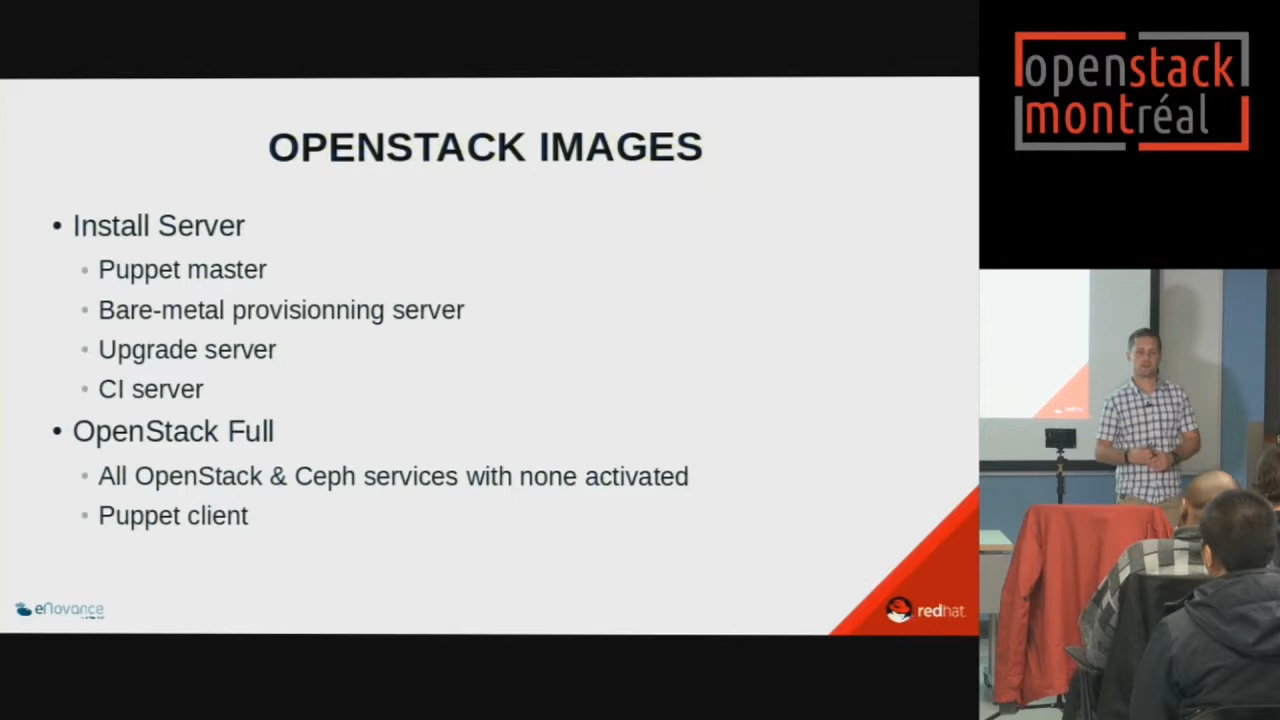 OPENSTACK IMAGES
• Install Server
• Puppet master
• Bare-metal provisionning server
• Upgrade server
• CI server
• OpenStack Full
• All OpenStack & Ceph services with none activated
• Puppet client
eNovance
redhat
openstack
montréal